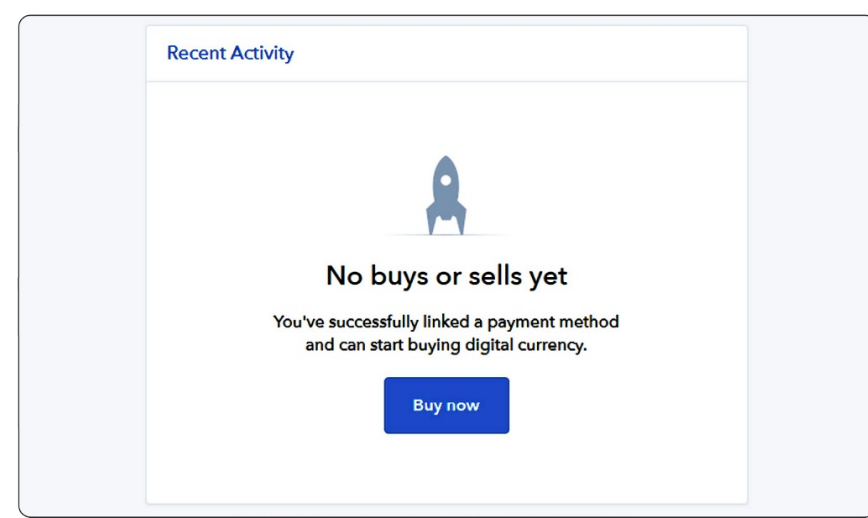 Recent Activity
No buys or sells yet
You've successfully linked a payment method
and can start buying digital currency.
Buy now